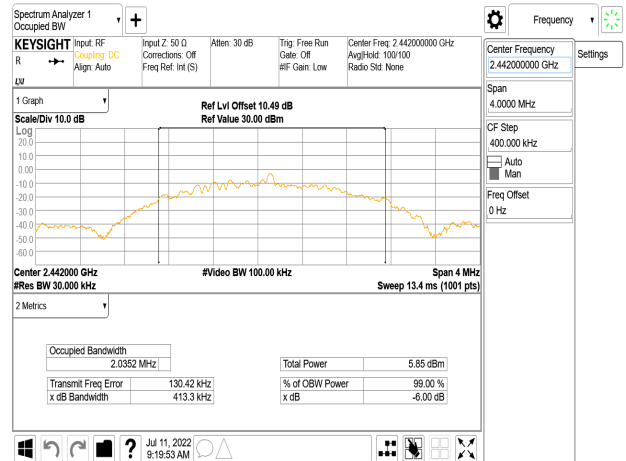 Spectrum Analyzer 1
Occupied BW
Frequency
KEYSIGHT
R
Input: RF
Coupling: DC
Align: Auto
Input Z: 50 Ω
Corrections: Off
Freq Ref: Int (S)
Atten: 30 dB
Trig: Free Run
Gate: Off
#IF Gain: Low
Center Freq: 2.442000000 GHz
Avg|Hold: 100/100
Radio Std: None
LXI
Center Frequency
2.442000000 GHz
Settings
Span
4.0000 MHz
CF Step
400.000 kHz
Auto
Man
Freq Offset
0 Hz
1 Graph
Ref Lvl Offset 10.49 dB
Scale/Div 10.0 dB
Ref Value 30.00 dBm
Log
20.0
10.0
0.00
-10.0
-20.0
-30.0
-40.0
-50.0
-60.0
Center 2.442000 GHz
#Video BW 100.00 kHz
Span 4 MHz
#Res BW 30.000 kHz
Sweep 13.4 ms (1001 pts)
2 Metrics
Occupied Bandwidth
2.0352 MHz
Total Power 5.85 dBm
Transmit Freq Error 130.42 kHz
% of OBW Power 99.00 %
x dB Bandwidth 413.3 kHz
x dB -6.00 dB
?
Jul 11, 2022
9:19:53 AM